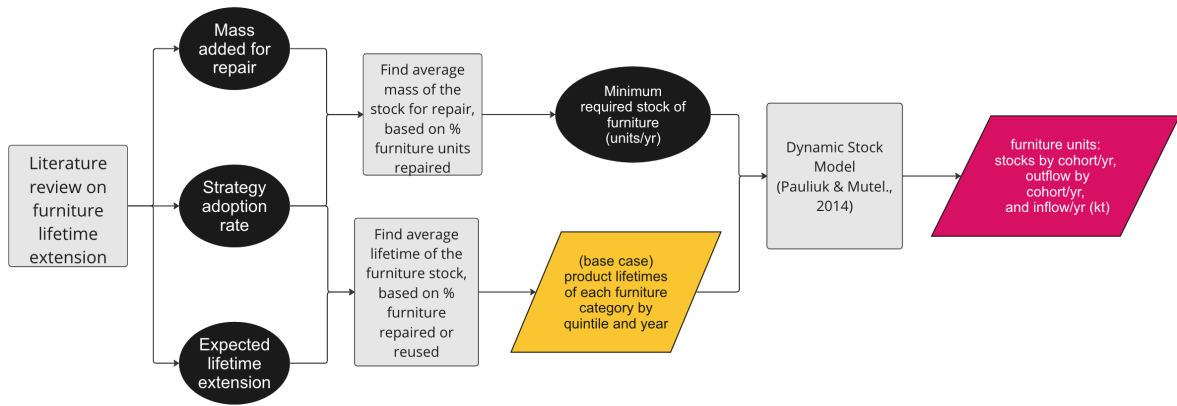 Literature
review on
furniture
lifetime
extension
Mass
added for
repair
Strategy
adoption
rate
Expected
lifetime
extension
Find average
mass of the
stock for repair,
based on %
furniture units
repaired
Find average
lifetime of the
furniture stock,
based on %
furniture
repaired or
reused
Minimum
required stock of
furniture
(units/yr)
(base case)
product lifetimes
of each furniture
category by
quintile and year
Dynamic Stock
Model
(Pauliuk & Mutel.,
2014)
furniture units:
stocks by cohort/yr,
outflow by
cohort/yr,
and inflow/yr (kt)